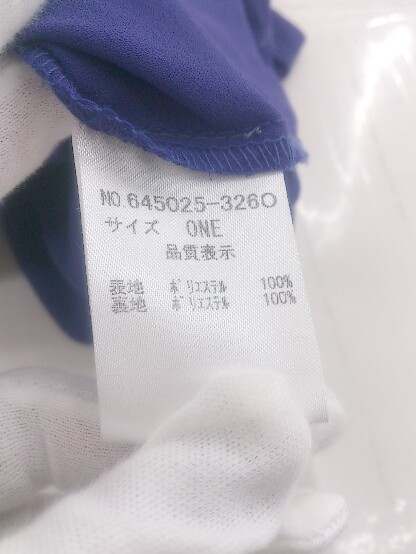 NO.645025-3260
サイズ ONE
品質表示
表地 ポリエステル 100%
裏地 ポリエステル 100%